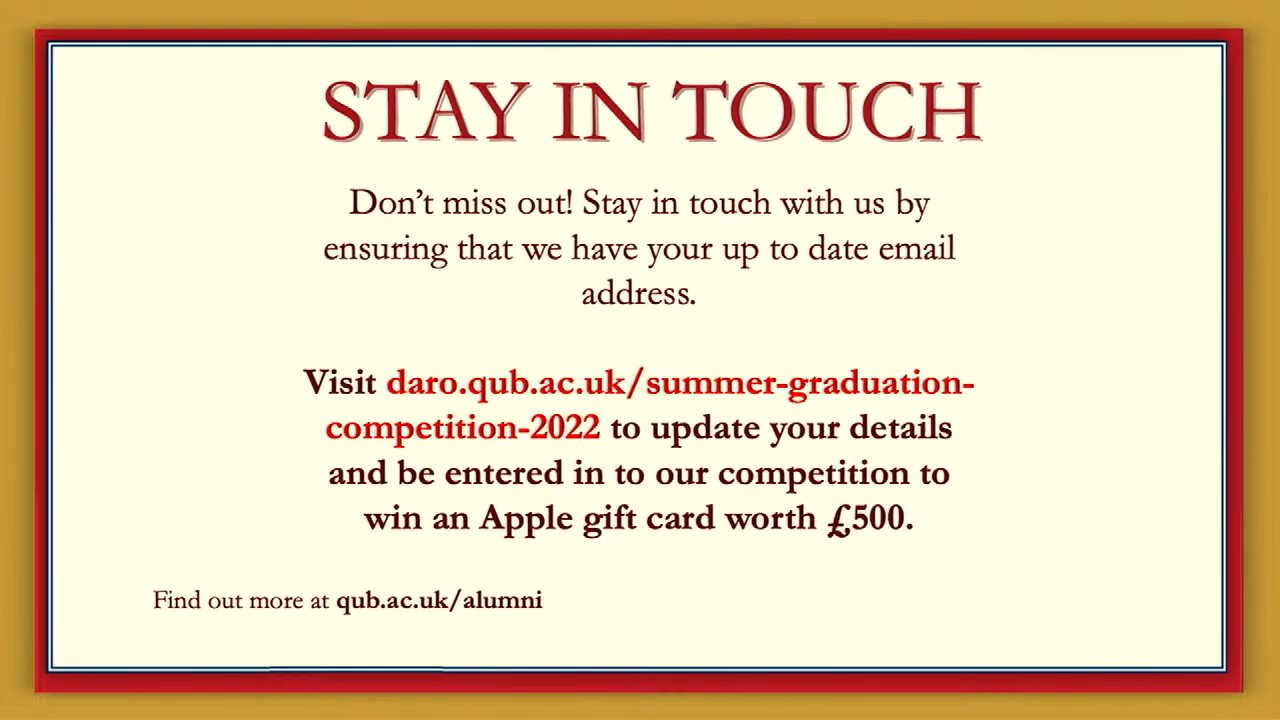 STAY IN TOUCH
Don’t miss out! Stay in touch with us by
ensuring that we have your up to date email
address.
Visit daro.qub.ac.uk/summer-graduation-
competition-2022 to update your details
and be entered in to our competition to
win an Apple gift card worth £500.
Find out more at qub.ac.uk/alumni